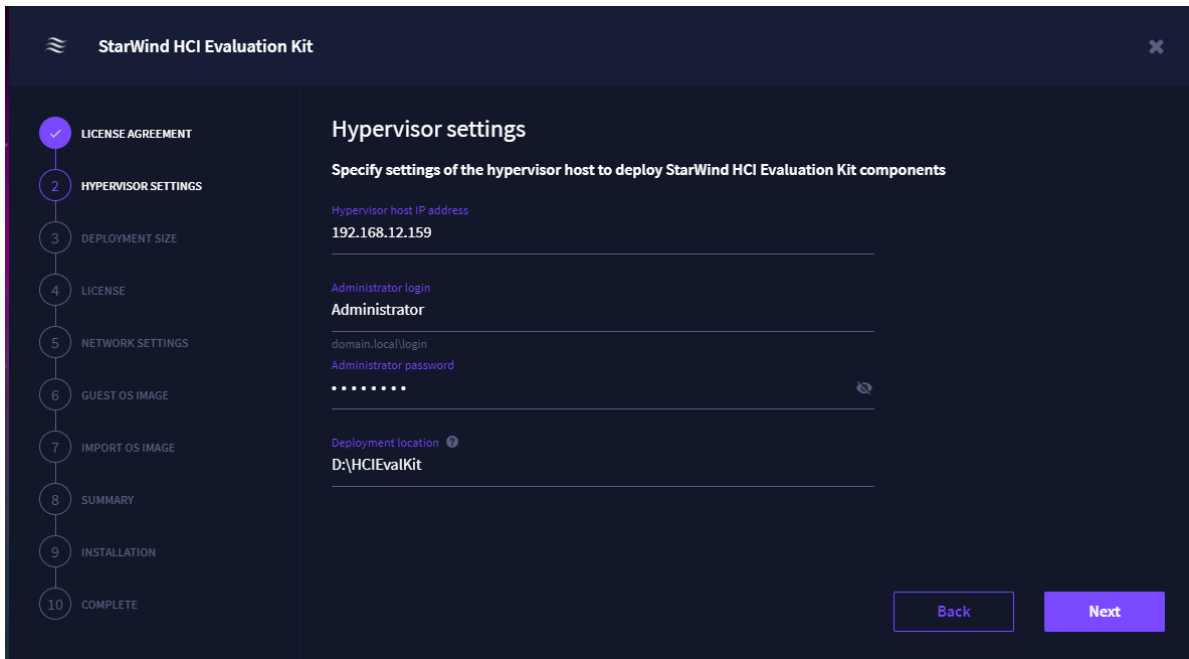 StarWind HCI Evaluation Kit
LICENSE AGREEMENT
2 HYPERVISOR SETTINGS
3 DEPLOYMENT SIZE
4 LICENSE
5 NETWORK SETTINGS
6 GUEST OS IMAGE
7 IMPORT OS IMAGE
8 SUMMARY
9 INSTALLATION
10 COMPLETE
Hypervisor settings
Specify settings of the hypervisor host to deploy StarWind HCI Evaluation Kit components
Hypervisor host IP address
192.168.12.159
Administrator login
Administrator
domain.local\login
Administrator password
••••••••
Deployment location ?
D:\HCIEvalKit
Back Next